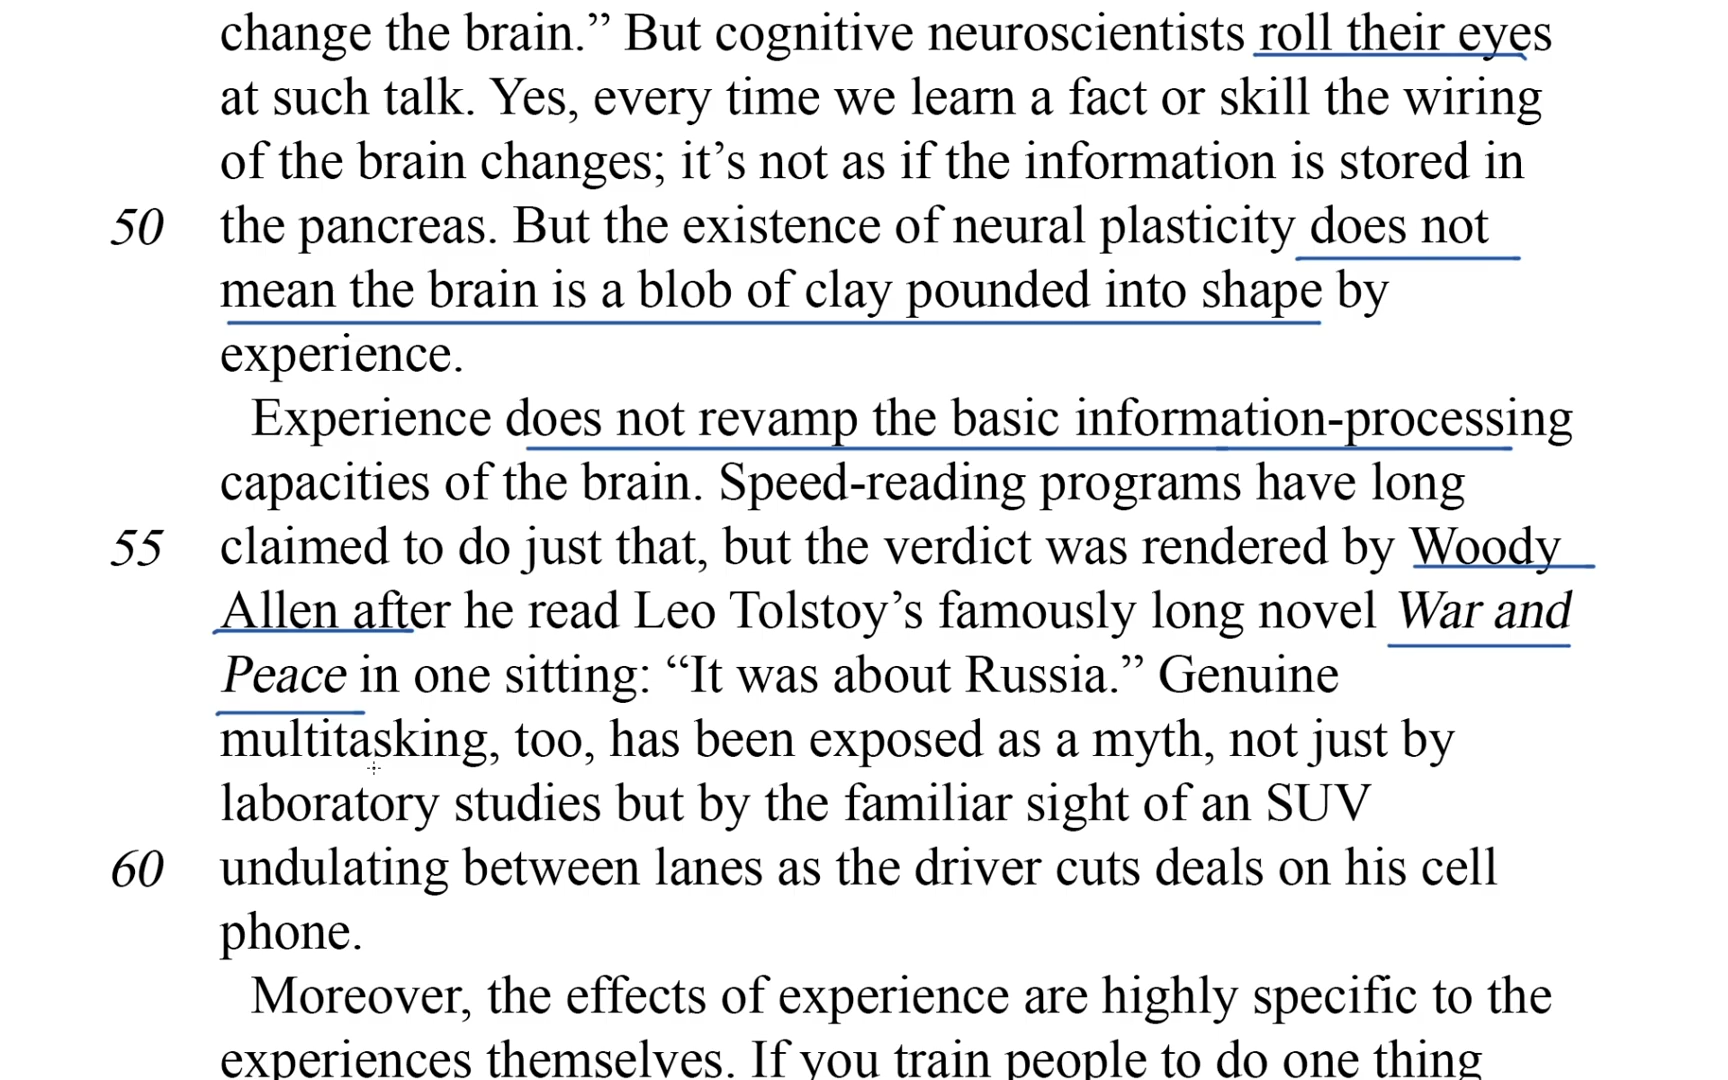 change the brain.” But cognitive neuroscientists roll their eyes
at such talk. Yes, every time we learn a fact or skill the wiring
of the brain changes; it’s not as if the information is stored in
50 the pancreas. But the existence of neural plasticity does not
mean the brain is a blob of clay pounded into shape by
experience.
Experience does not revamp the basic information-processing
capacities of the brain. Speed-reading programs have long
55 claimed to do just that, but the verdict was rendered by Woody
Allen after he read Leo Tolstoy’s famously long novel War and
Peace in one sitting: “It was about Russia.” Genuine
multitasking, too, has been exposed as a myth, not just by
laboratory studies but by the familiar sight of an SUV
60 undulating between lanes as the driver cuts deals on his cell
phone.
Moreover, the effects of experience are highly specific to the
experiences themselves. If you train people to do one thing